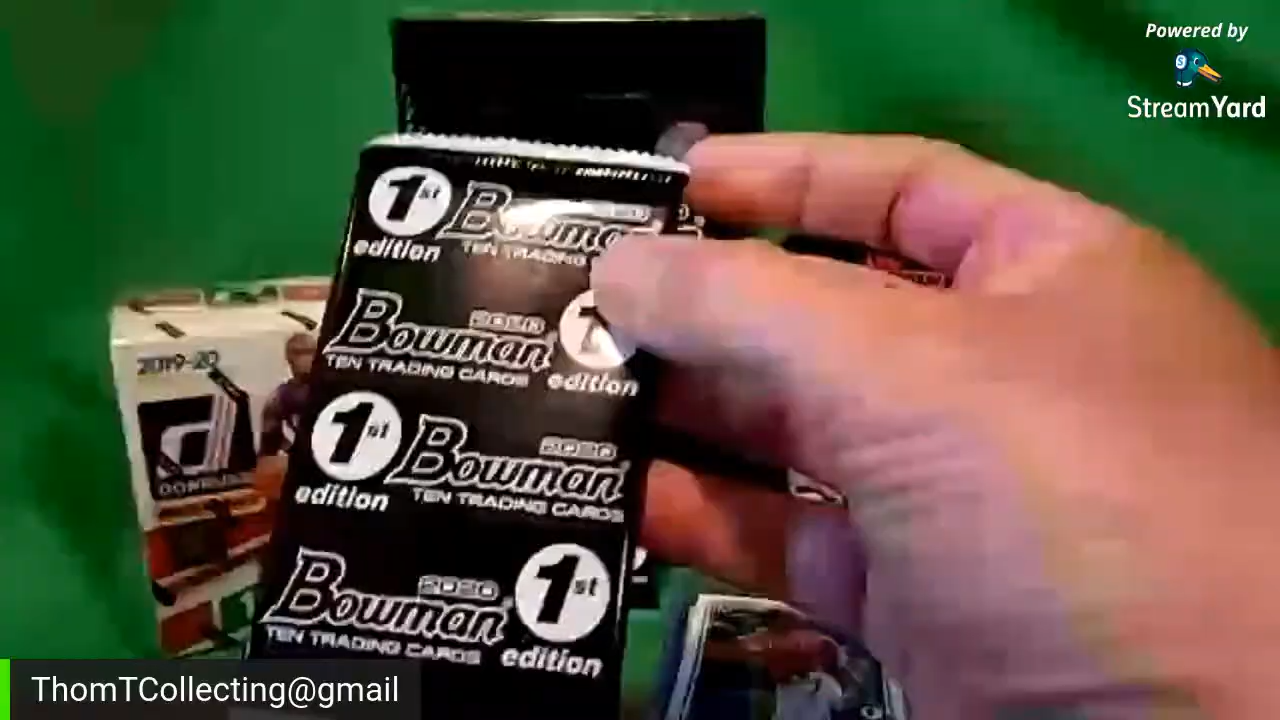 Powered by
StreamYard
1st
edition
Bowman
TEN TRADING
2020
Bowman
TEN TRADING CARDS
edition
1st
edition
2020
Bowman
TEN TRADING CARDS
2020
Bowman
TEN TRADING CARDS
1st
edition
2019-20
DONRUSS
ThomTCollecting@gmail